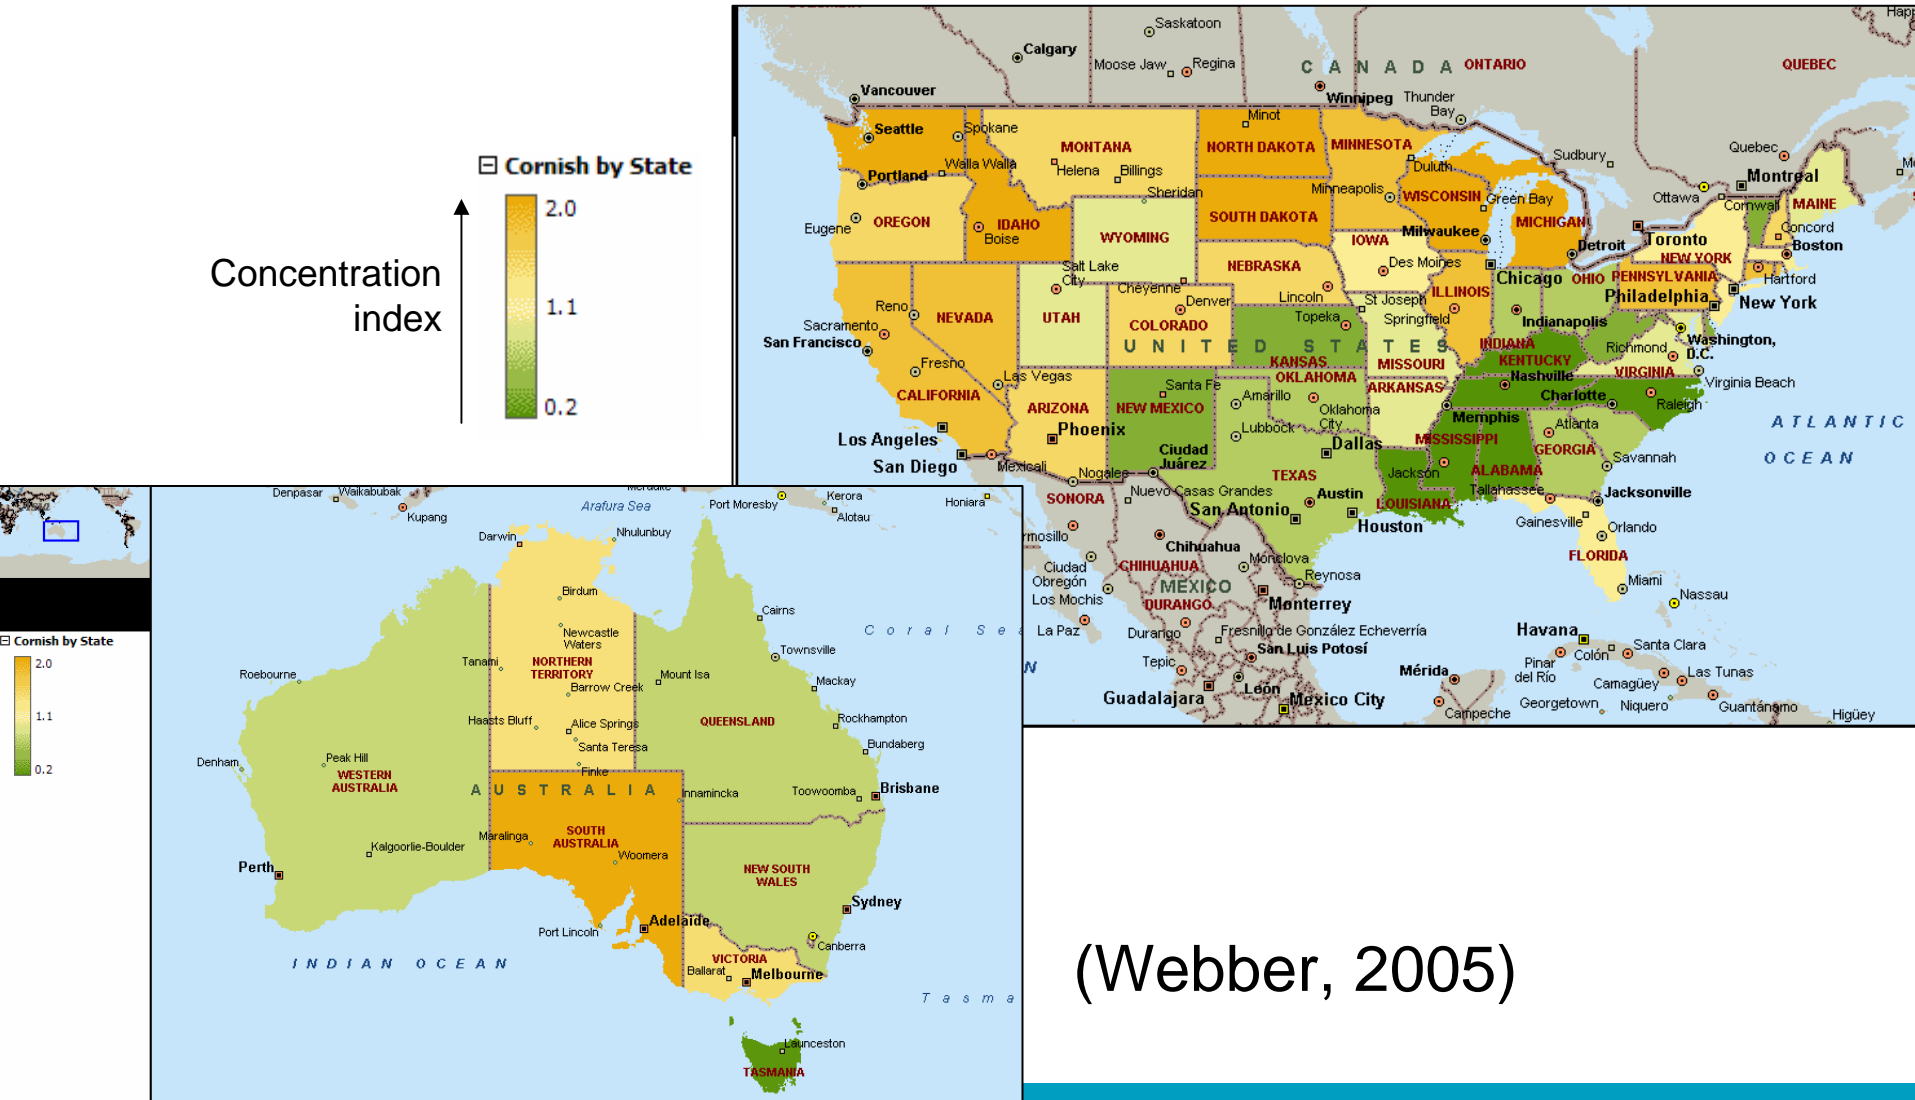 Concentration
index
Cornish by State
2.0
1.1
0.2
Saskatoon
Calgary
Moose Jaw
Regina
C A N A D A
ONTARIO
QUEBEC
Vancouver
Winnipeg
Thunder
Bay
Seattle
Spokane
Minot
MONTANA
NORTH DAKOTA
MINNESOTA
Sudbury
Quebec
Walla Walla
Helena
Billings
Duluth
Portland
Montreal
Sheridan
Minneapolis
WISCONSIN
Green Bay
Ottawa
Cornwall
MAINE
Eugene
OREGON
IDAHO
Boise
SOUTH DAKOTA
MICHIGAN
Concord
WYOMING
IOWA
Milwaukee
Detroit
Toronto
Boston
Salt Lake
City
NEBRASKA
Des Moines
Chicago
OHIO
NEW YORK
PENNSYLVANIA
Hartford
Cheyenne
Denver
Lincoln
St Joseph
ILLINOIS
Philadelphia
New York
Reno
NEVADA
UTAH
COLORADO
Topeka
Springfield
Indianapolis
Sacramento
San Francisco
U N I T E D S T A T E S
INDIANA
Richmond
Washington,
D.C.
Fresno
KANSAS
MISSOURI
KENTUCKY
Las Vegas
OKLAHOMA
ARKANSAS
Nashville
VIRGINIA
Virginia Beach
CALIFORNIA
ARIZONA
Santa Fe
NEW MEXICO
Amarillo
Oklahoma
City
Charlotte
Raleigh
Memphis
Phoenix
Lubbock
Atlanta
A T L A N T I C
Los Angeles
Dallas
MISSISSIPPI
GEORGIA
San Diego
Mexicali
Nogales
Ciudad
Juárez
TEXAS
Jackson
ALABAMA
Savannah
O C E A N
SONORA
Nuevo Casas Grandes
Austin
Tallahassee
Jacksonville
San Antonio
LOUISIANA
Houston
Gainesville
Orlando
rmosillo
Chihuahua
FLORIDA
Ciudad
Obregón
CHIHUAHUA
Monclova
Reynosa
Miami
Los Mochis
MEXICO
Nassau
DURANGO
Monterrey
La Paz
Durango
Fresnillo de González Echeverría
Havana
Santa Clara
San Luis Potosí
Colón
N
Tepic
Mérida
Pinar
del Río
Las Tunas
León
Camagüey
Guadalajara
Mexico City
Campeche
Georgetown
Niquero
Guantánamo
Higüey
Denpasar
Waikabubak
Kupang
Arafura Sea
Port Moresby
Kerora
Alotau
Honiara
Darwin
Nhulunbuy
Birdum
Cairns
Newcastle
Waters
C o r a l S e
Tanami
NORTHERN
TERRITORY
Townsville
Roebourne
Barrow Creek
Mount Isa
Mackay
Haasts Bluff
Alice Springs
QUEENSLAND
Rockhampton
Santa Teresa
Bundaberg
Denham
Peak Hill
Finke
WESTERN
AUSTRALIA
A U S T R A L I A
Innamincka
Toowoomba
Brisbane
Maralinga
SOUTH
AUSTRALIA
Kalgoorlie-Boulder
Woomera
Perth
NEW SOUTH
WALES
Sydney
Adelaide
Port Lincoln
Canberra
VICTORIA
I N D I A N O C E A N
Ballarat
Melbourne
T a s m a
Launceston
TASMANIA
Cornish by State
2.0
1.1
0.2
(Webber, 2005)